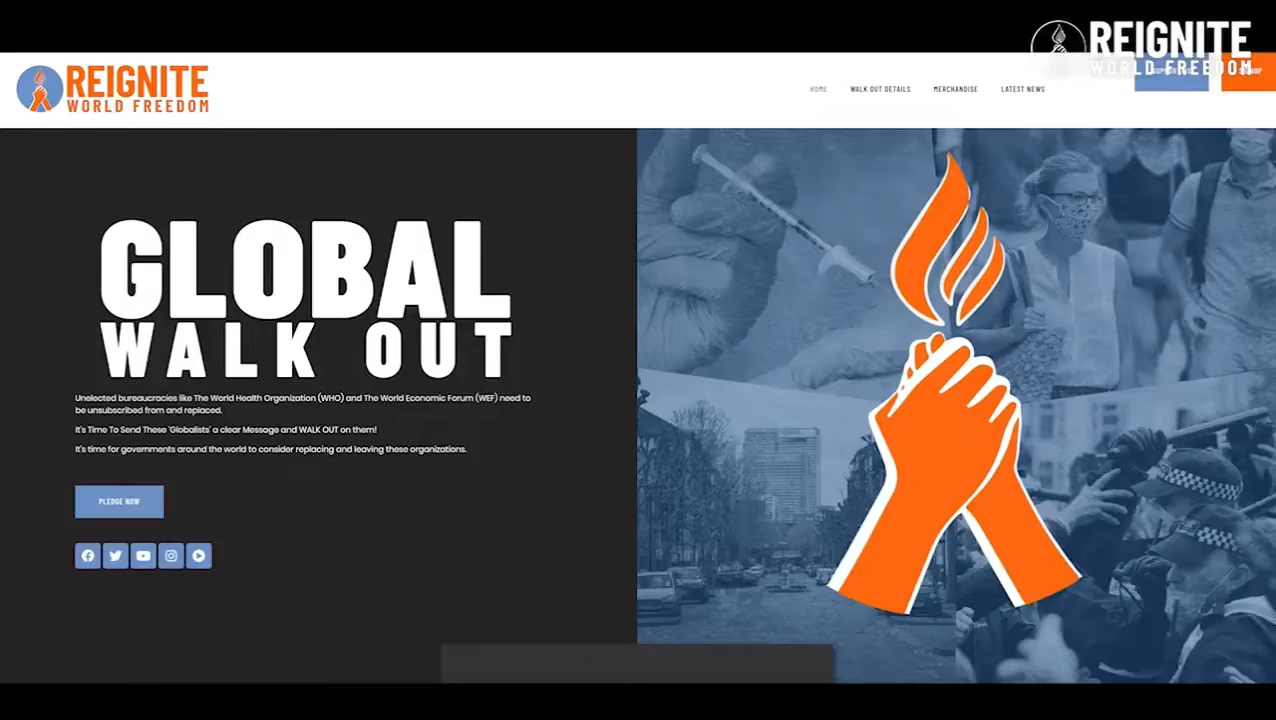 REIGNITE
WORLD FREEDOM
REIGNITE
WORLD FREEDOM
HOME
WALK OUT DETAILS
MERCHANDISE
LATEST NEWS
GLOBAL
WALK OUT
Unelected bureaucracies like The World Health Organization (WHO) and The World Economic Forum (WEF) need to
be unsubscribed from and replaced.
It's Time To Send These 'Globalists' a clear Message and WALK OUT on them!
It's time for governments around the world to consider replacing and leaving these organizations.
PLEDGE NOW